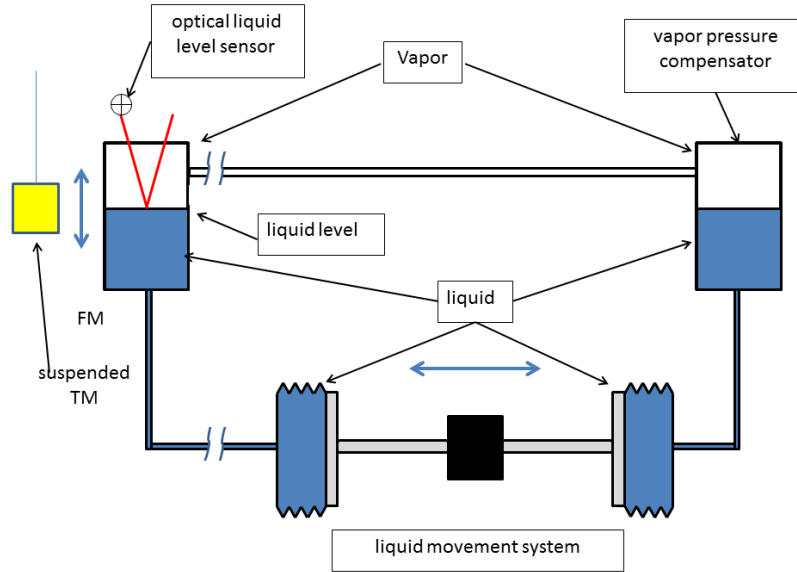 optical liquid
level sensor
Vapor
vapor pressure
compensator
liquid level
liquid
FM
suspended
TM
liquid movement system